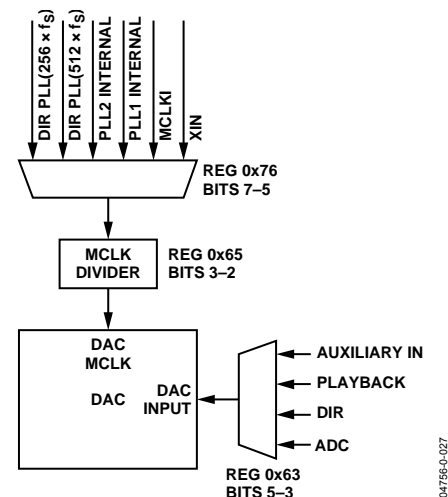 DIR PLL(256 × fS)
DIR PLL(512 × fS)
PLL2 INTERNAL
PLL1 INTERNAL
MCLKI
XIN
REG 0x76
BITS 7–5
MCLK
DIVIDER
REG 0x65
BITS 3–2
DAC
MCLK
DAC
DAC
INPUT
AUXILIARY IN
PLAYBACK
DIR
ADC
REG 0x63
BITS 5–3
04756-0-027